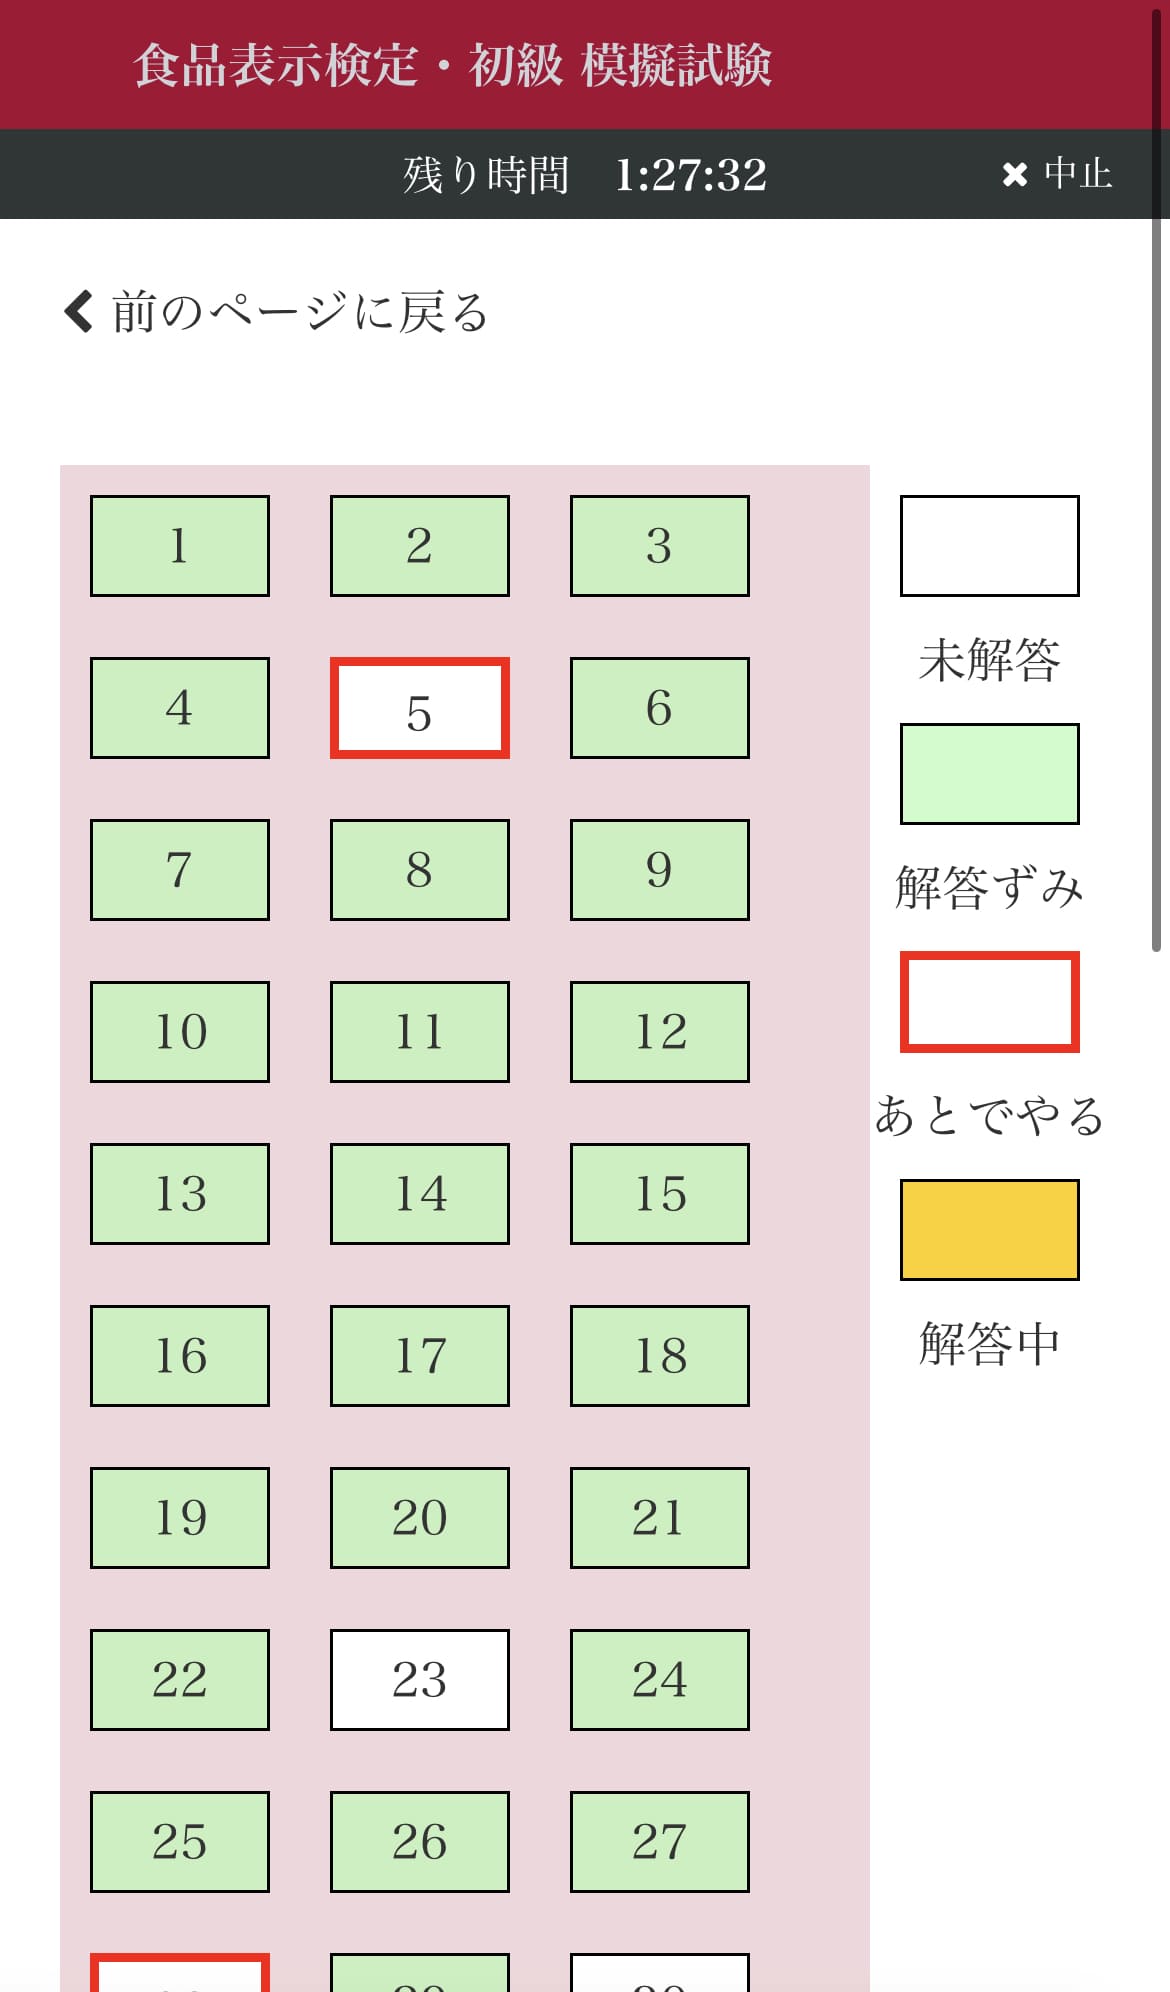 食品表示検定・初級 模擬試験
残り時間 1:27:32 ✖ 中止
前のページに戻る
1 2 3
未解答
4 5 6
解答ずみ
7 8 9
10 11 12
あとでやる
13 14 15
解答中
16 17 18
19 20 21
22 23 24
25 26 27